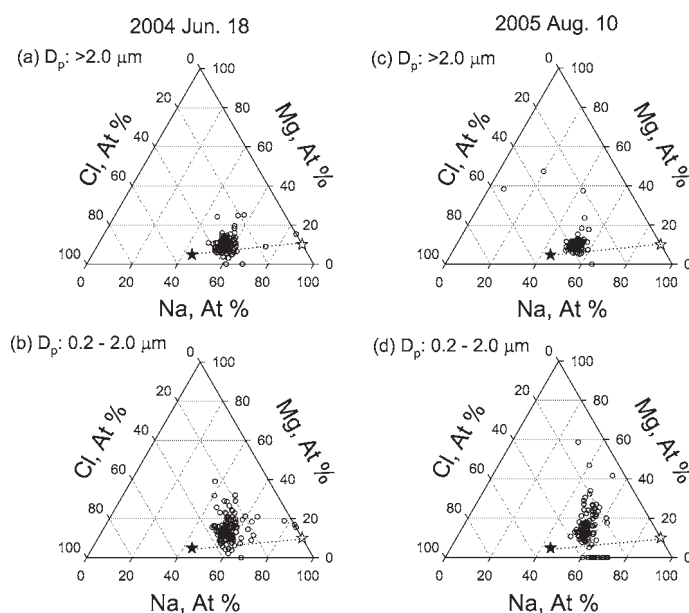 2004 Jun. 18
2005 Aug. 10
(a) Dp: >2.0 μm
(c) Dp: >2.0 μm
0 100
20 80
40 60
60 40
80 20
100 0
Cl, At %
Mg, At %
0 20 40 60 80 100
Na, At %
0 100
20 80
40 60
60 40
80 20
100 0
Cl, At %
Mg, At %
0 20 40 60 80 100
Na, At %
(b) Dp: 0.2 - 2.0 μm
(d) Dp: 0.2 - 2.0 μm
0 100
20 80
40 60
60 40
80 20
100 0
Cl, At %
Mg, At %
0 20 40 60 80 100
Na, At %
0 100
20 80
40 60
60 40
80 20
100 0
Cl, At %
Mg, At %
0 20 40 60 80 100
Na, At %